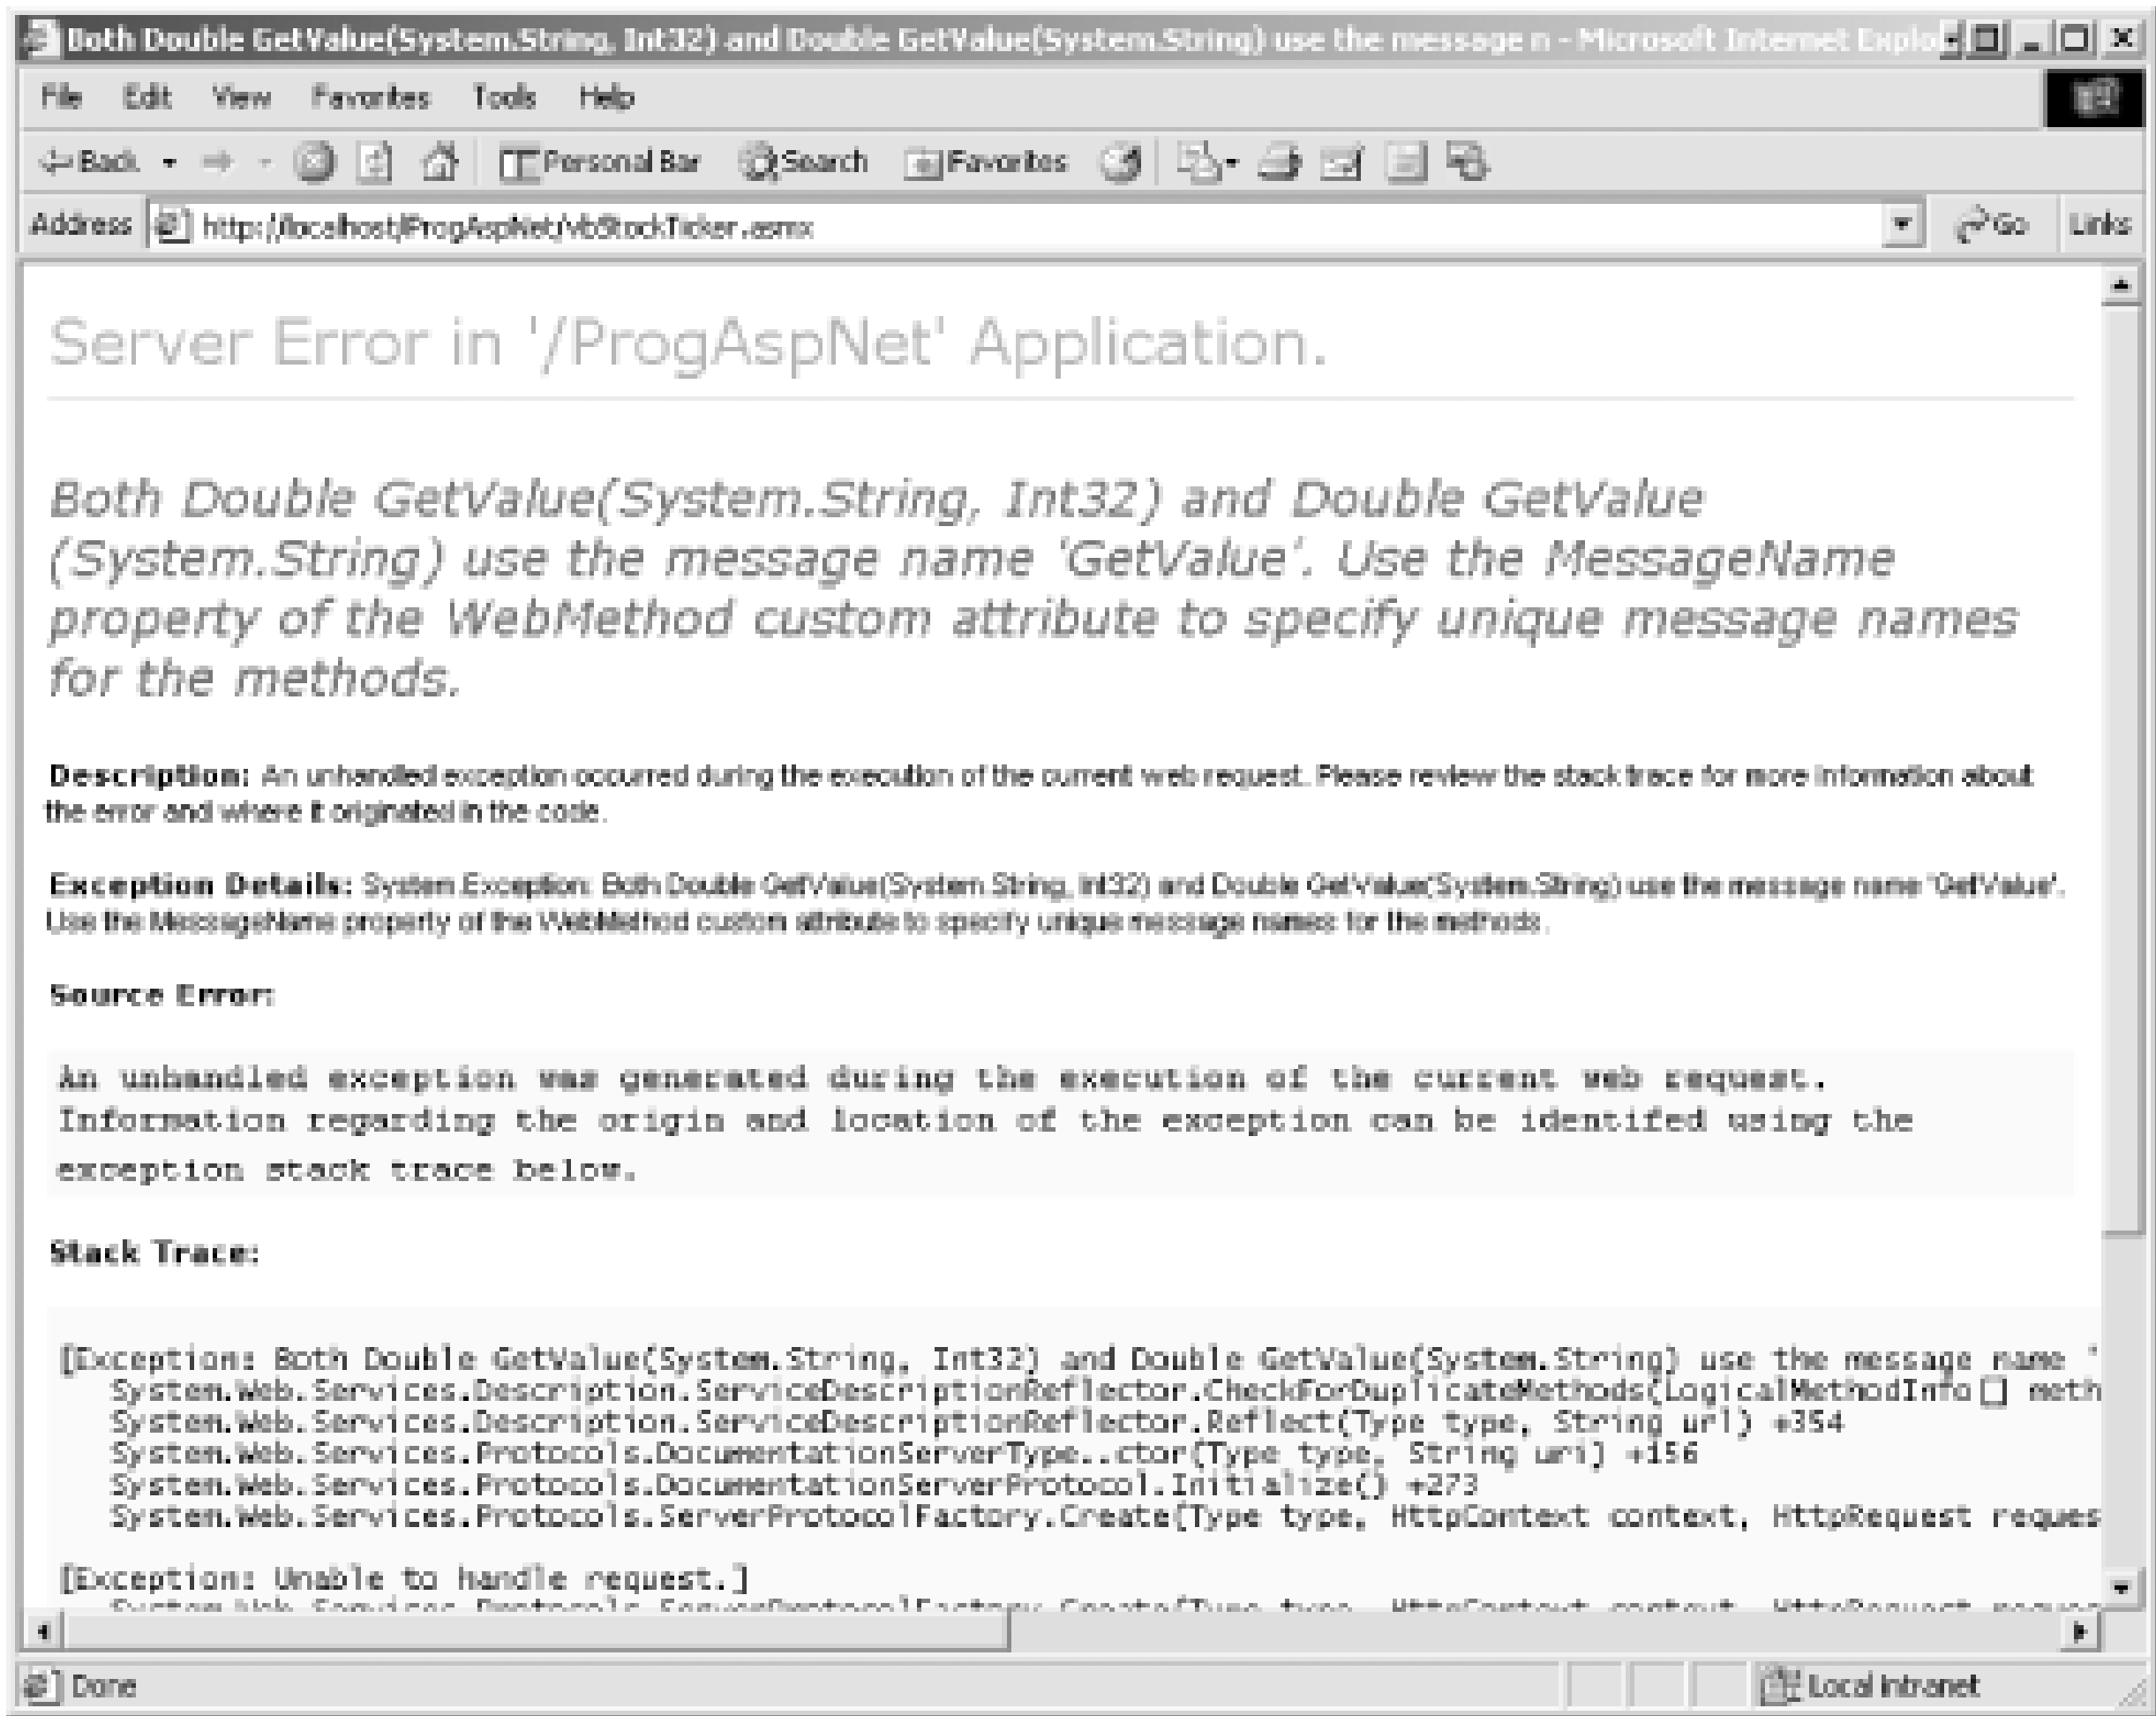 Both Double GetValue(System.String, Int32) and Double GetValue(System.String) use the message n - Microsoft Internet Explo
File Edit View Favorites Tools Help
Back Personal Bar Search Favorites
Address http://localhost/ProgAspNet/vbStockTicker.asmx Go Links
Server Error in '/ProgAspNet' Application.
Both Double GetValue(System.String, Int32) and Double GetValue
(System.String) use the message name 'GetValue'. Use the MessageName
property of the WebMethod custom attribute to specify unique message names
for the methods.
Description: An unhandled exception occurred during the execution of the current web request. Please review the stack trace for more information about
the error and where it originated in the code.
Exception Details: System.Exception: Both Double GetValue(System.String, Int32) and Double GetValue(System.String) use the message name 'GetValue'.
Use the MessageName property of the WebMethod custom attribute to specify unique message names for the methods.
Source Error:
An unhandled exception was generated during the execution of the current web request.
Information regarding the origin and location of the exception can be identifed using the
exception stack trace below.
Stack Trace:
[Exception: Both Double GetValue(System.String, Int32) and Double GetValue(System.String) use the message name '
System.Web.Services.Description.ServiceDescriptionReflector.CheckForDuplicateMethods(LogicalMethodInfo[] meth
System.Web.Services.Description.ServiceDescriptionReflector.Reflect(Type type, String url) +354
System.Web.Services.Protocols.DocumentationServerType..ctor(Type type, String uri) +156
System.Web.Services.Protocols.DocumentationServerProtocol.Initialize() +273
System.Web.Services.Protocols.ServerProtocolFactory.Create(Type type, HttpContext context, HttpRequest reques
[Exception: Unable to handle request.]
System.Web.Services.Protocols.ServerProtocolFactory.Create(Type type, HttpContext context, HttpRequest reques
Done Local intranet